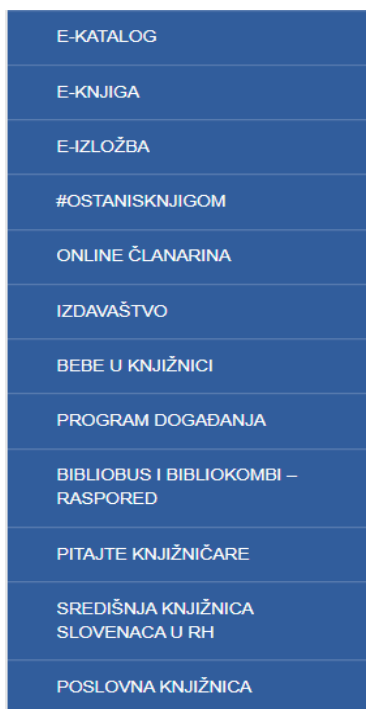 E-KATALOG
E-KNJIGA
E-IZLOŽBA
#OSTANISKNJIGOM
ONLINE ČLANARINA
IZDAVAŠTVO
BEBE U KNJIŽNICI
PROGRAM DOGAĐANJA
BIBLIOBUS I BIBLIOKOMBI –
RASPORED
PITAJTE KNJIŽNIČARE
SREDIŠNJA KNJIŽNICA
SLOVENACA U RH
POSLOVNA KNJIŽNICA